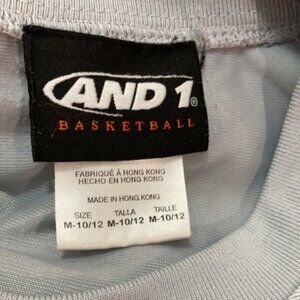 AND 1®
BASKETBALL
FABRIQUÉ À HONG KONG
HECHO EN HONG KONG
MADE IN HONG KONG
SIZE TALLA TAILLE
M-10/12 M-10/12 M-10/12